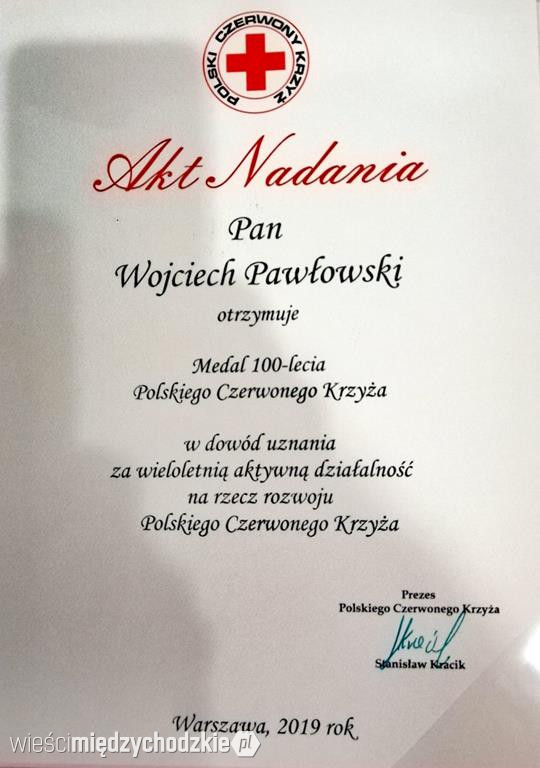 POLSKI CZERWONY KRZYŻ
Akt Nadania
Pan
Wojciech Pawłowski
otrzymuje
Medal 100-lecia
Polskiego Czerwonego Krzyża
w dowód uznania
za wieloletnią aktywną działalność
na rzecz rozwoju
Polskiego Czerwonego Krzyża
Prezes
Polskiego Czerwonego Krzyża
Stanisław Kracik
Warszawa, 2019 rok
wieścimiędzychodzkie.pl